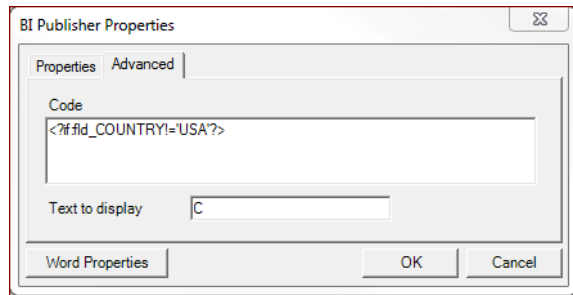 BI Publisher Properties
Properties Advanced
Code
<?if:fld_COUNTRY!='USA'?>
Text to display C
Word Properties OK Cancel